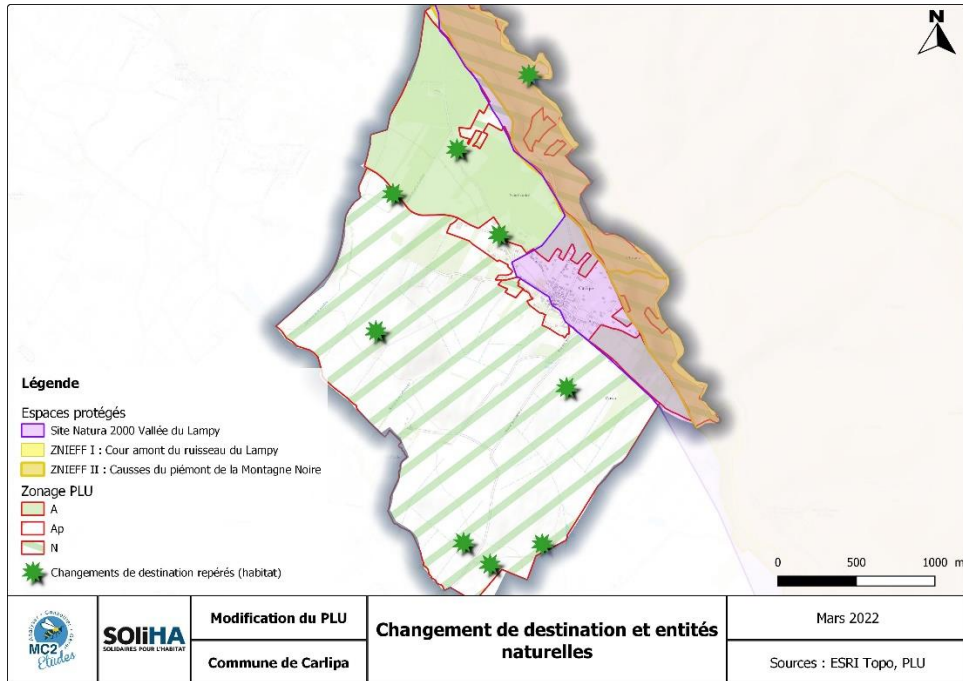 N
Légende
Espaces protégés
Site Natura 2000 Vallée du Lampy
ZNIEFF I : Cour amont du ruisseau du Lampy
ZNIEFF II : Causses du piémont de la Montagne Noire
Zonage PLU
A
Ap
N
Changements de destination repérés (habitat)
0 500 1000 m
MC2
Etudes
SOLiHA
SOLIDAIRES POUR L'HABITAT
Modification du PLU
Commune de Carlipa
Changement de destination et entités
naturelles
Mars 2022
Sources : ESRI Topo, PLU